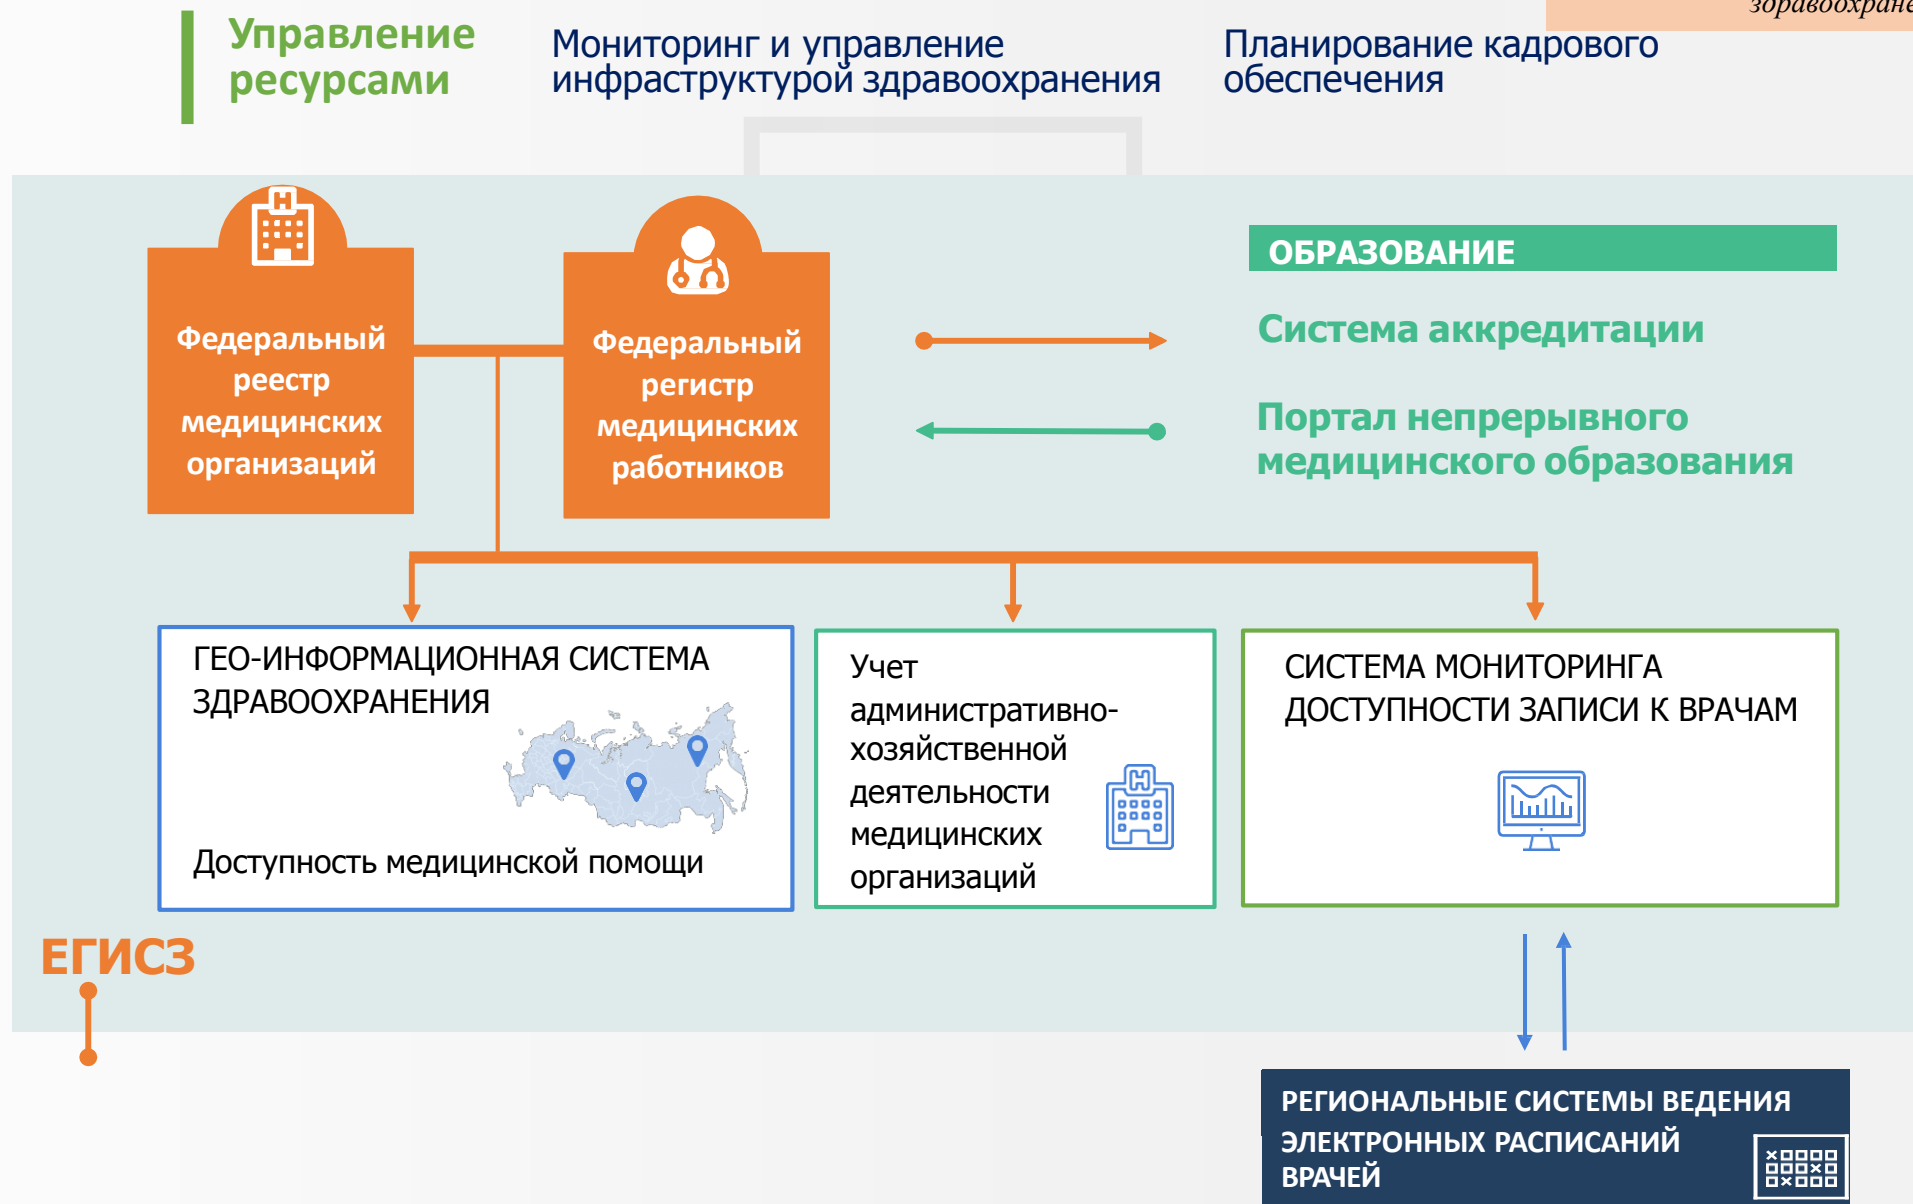 здравоохране
Управление
ресурсами
Мониторинг и управление
инфраструктурой здравоохранения
Планирование кадрового
обеспечения
Федеральный
реестр
медицинских
организаций
Федеральный
регистр
медицинских
работников
ОБРАЗОВАНИЕ
Система аккредитации
Портал непрерывного
медицинского образования
ГЕО-ИНФОРМАЦИОННАЯ СИСТЕМА
ЗДРАВООХРАНЕНИЯ
Доступность медицинской помощи
Учет
административно-
хозяйственной
деятельности
медицинских
организаций
СИСТЕМА МОНИТОРИНГА
ДОСТУПНОСТИ ЗАПИСИ К ВРАЧАМ
ЕГИСЗ
РЕГИОНАЛЬНЫЕ СИСТЕМЫ ВЕДЕНИЯ
ЭЛЕКТРОННЫХ РАСПИСАНИЙ
ВРАЧЕЙ